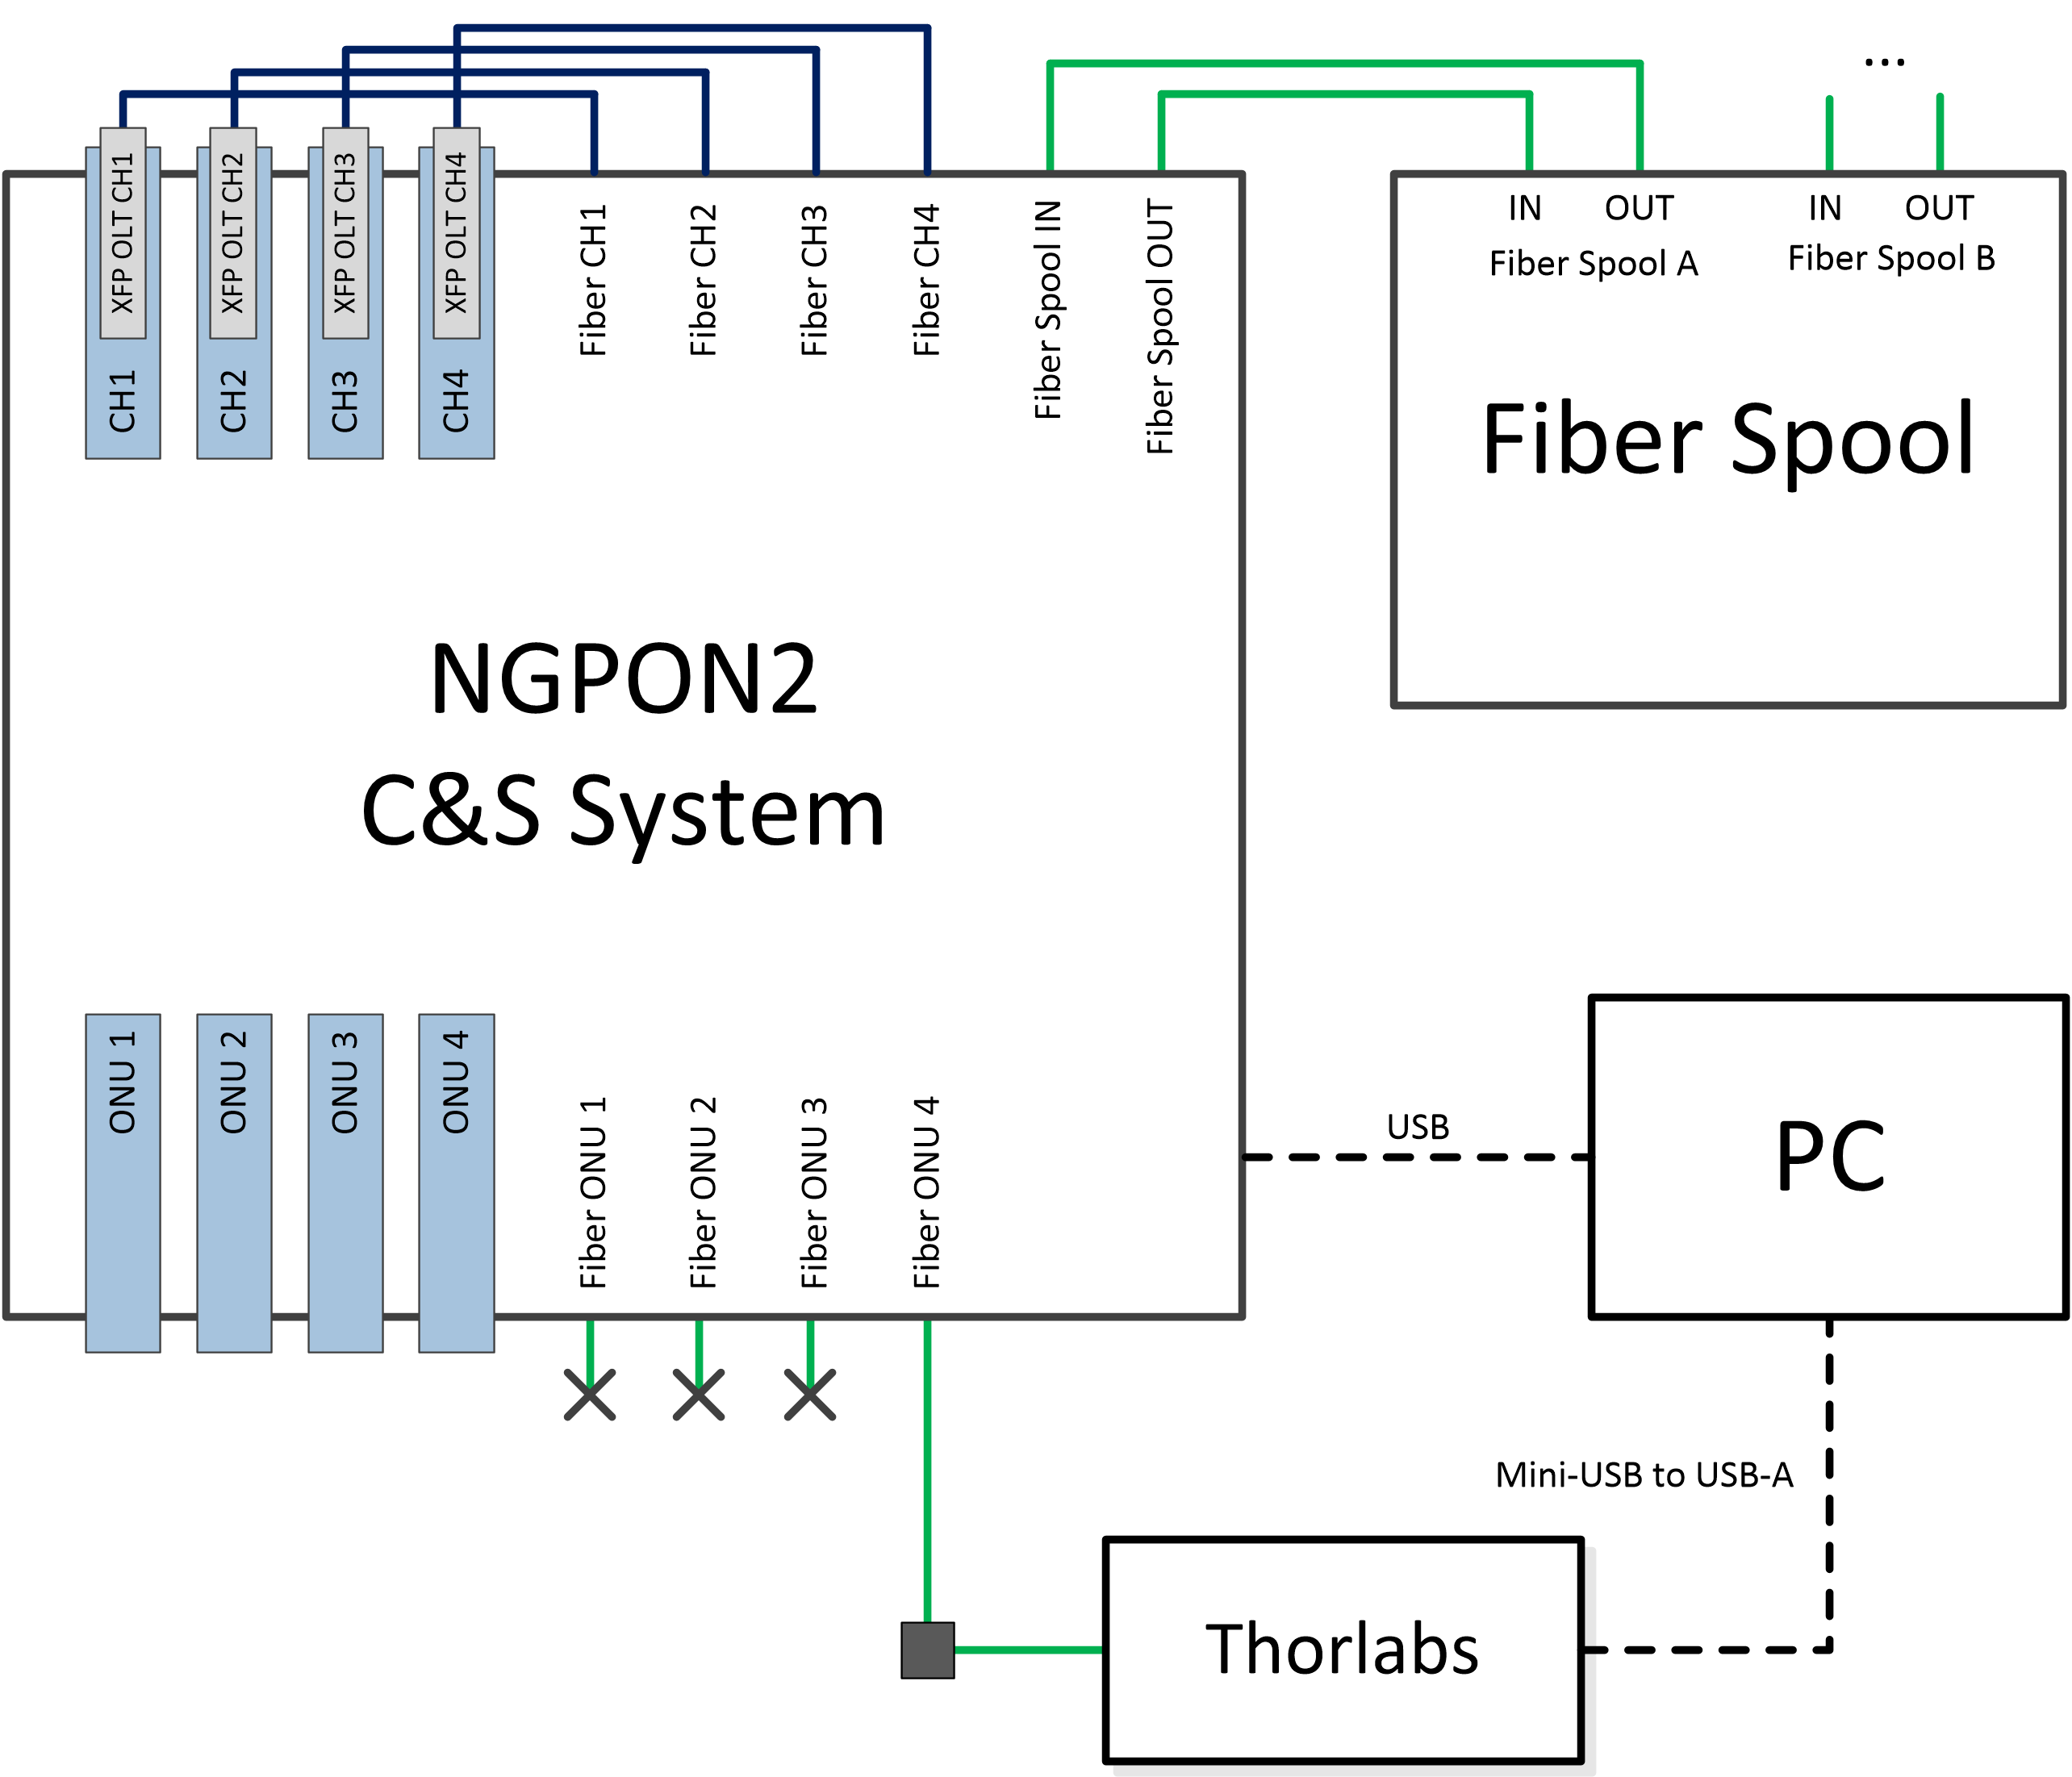 ...
XFP OLT CH1
XFP OLT CH2
XFP OLT CH3
XFP OLT CH4
CH1
CH2
CH3
CH4
Fiber CH1
Fiber CH2
Fiber CH3
Fiber CH4
Fiber Spool IN
Fiber Spool OUT
IN
OUT
Fiber Spool A
IN
OUT
Fiber Spool B
Fiber Spool
NGPON2
C&S System
ONU 1
ONU 2
ONU 3
ONU 4
Fiber ONU 1
Fiber ONU 2
Fiber ONU 3
Fiber ONU 4
USB
PC
Mini-USB to USB-A
Thorlabs